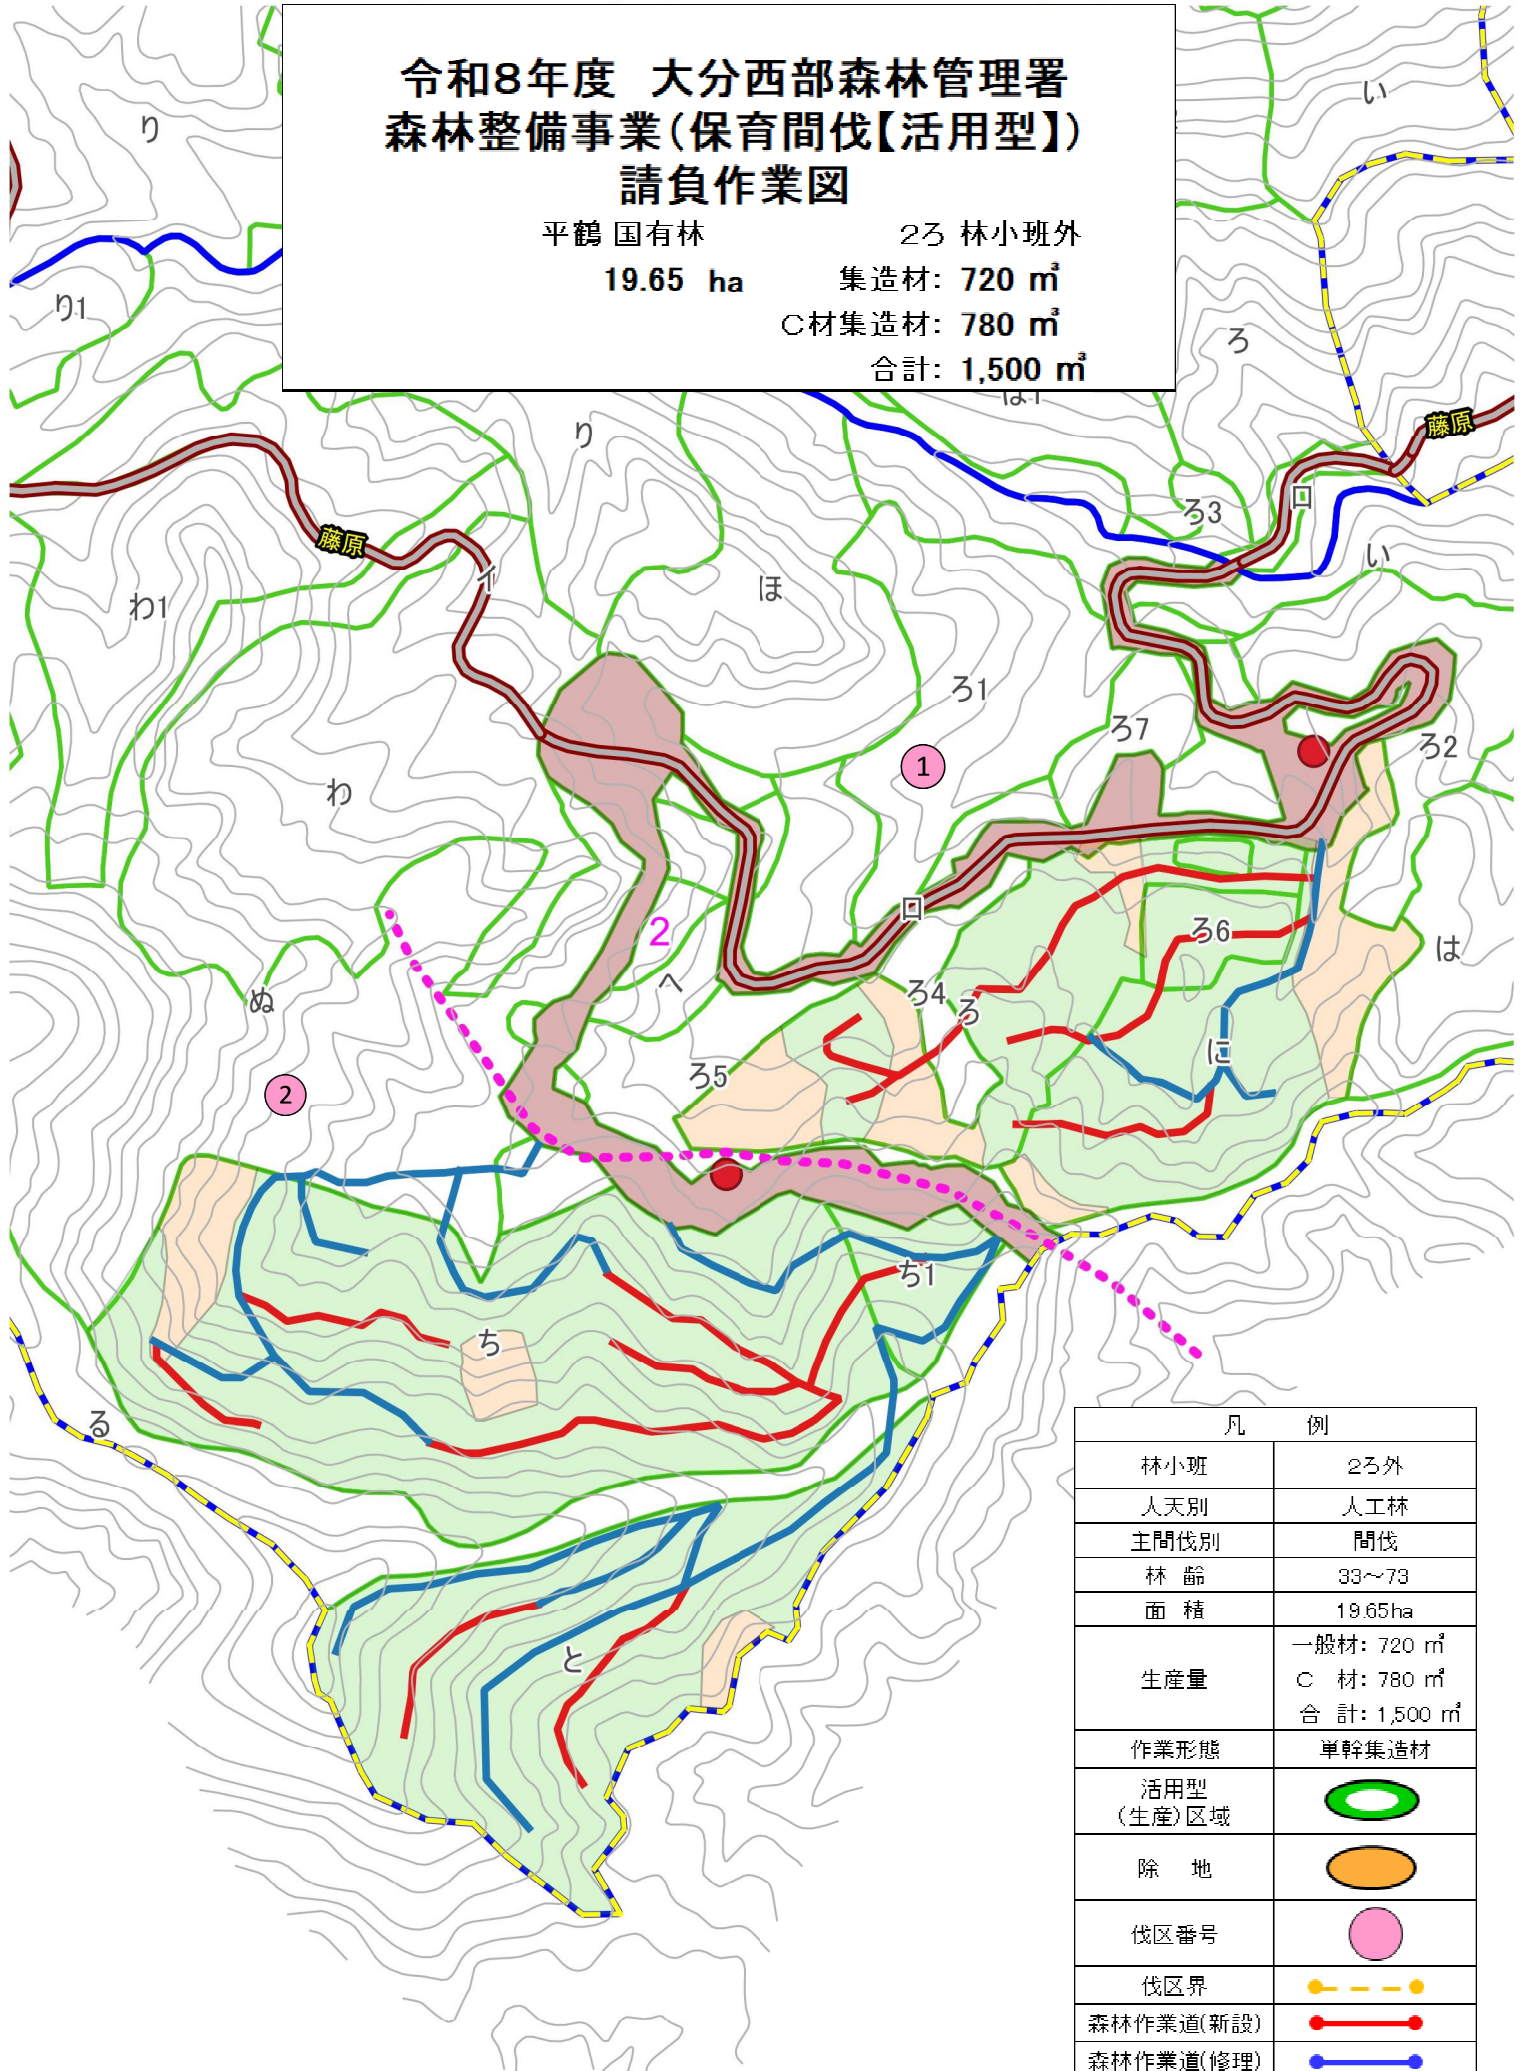 令和8年度 大分西部森林管理署
森林整備事業(保育間伐【活用型】)
請負作業図
平鶴 国有林 2ろ 林小班外
19.65 ha 集造材: 720 ㎥
C材集造材: 780 ㎥
合計: 1,500 ㎥
り
い
り1
ろ
は1
藤原
り
ろ3
ロ
藤原
い
イ
ほ
わ1
ろ1
ろ7
ろ2
1
わ
ロ
2
ろ6
は
へ
ぬ
ろ4
ろ
に
ろ5
2
ち1
ち
る
と
凡 例
林小班 2ろ外
人天別 人工林
主間伐別 間伐
林 齢 33～73
面 積 19.65ha
生産量 一般材: 720 ㎥
C 材: 780 ㎥
合 計: 1,500 ㎥
作業形態 単幹集造材
活用型
(生産)区域
除 地
伐区番号
伐区界
森林作業道(新設)
森林作業道(修理)